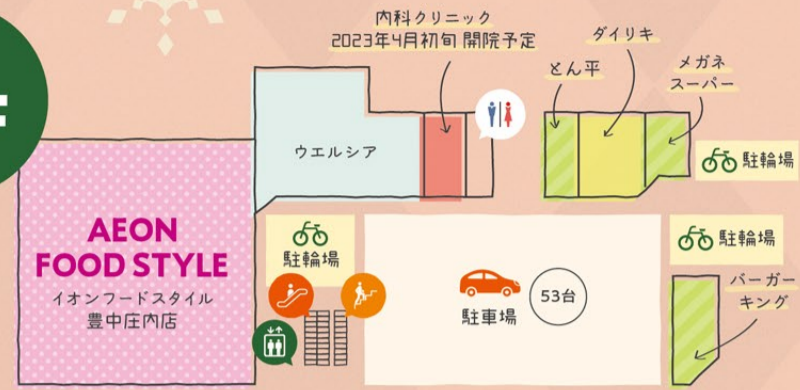 内科クリニック
2023年4月初旬 開院予定
ダイリキ
とん平
メガネ
スーパー
ウエルシア
駐輪場
AEON
FOOD STYLE
イオンフードスタイル
豊中庄内店
駐輪場
駐輪場
駐車場
53台
バーガー
キング